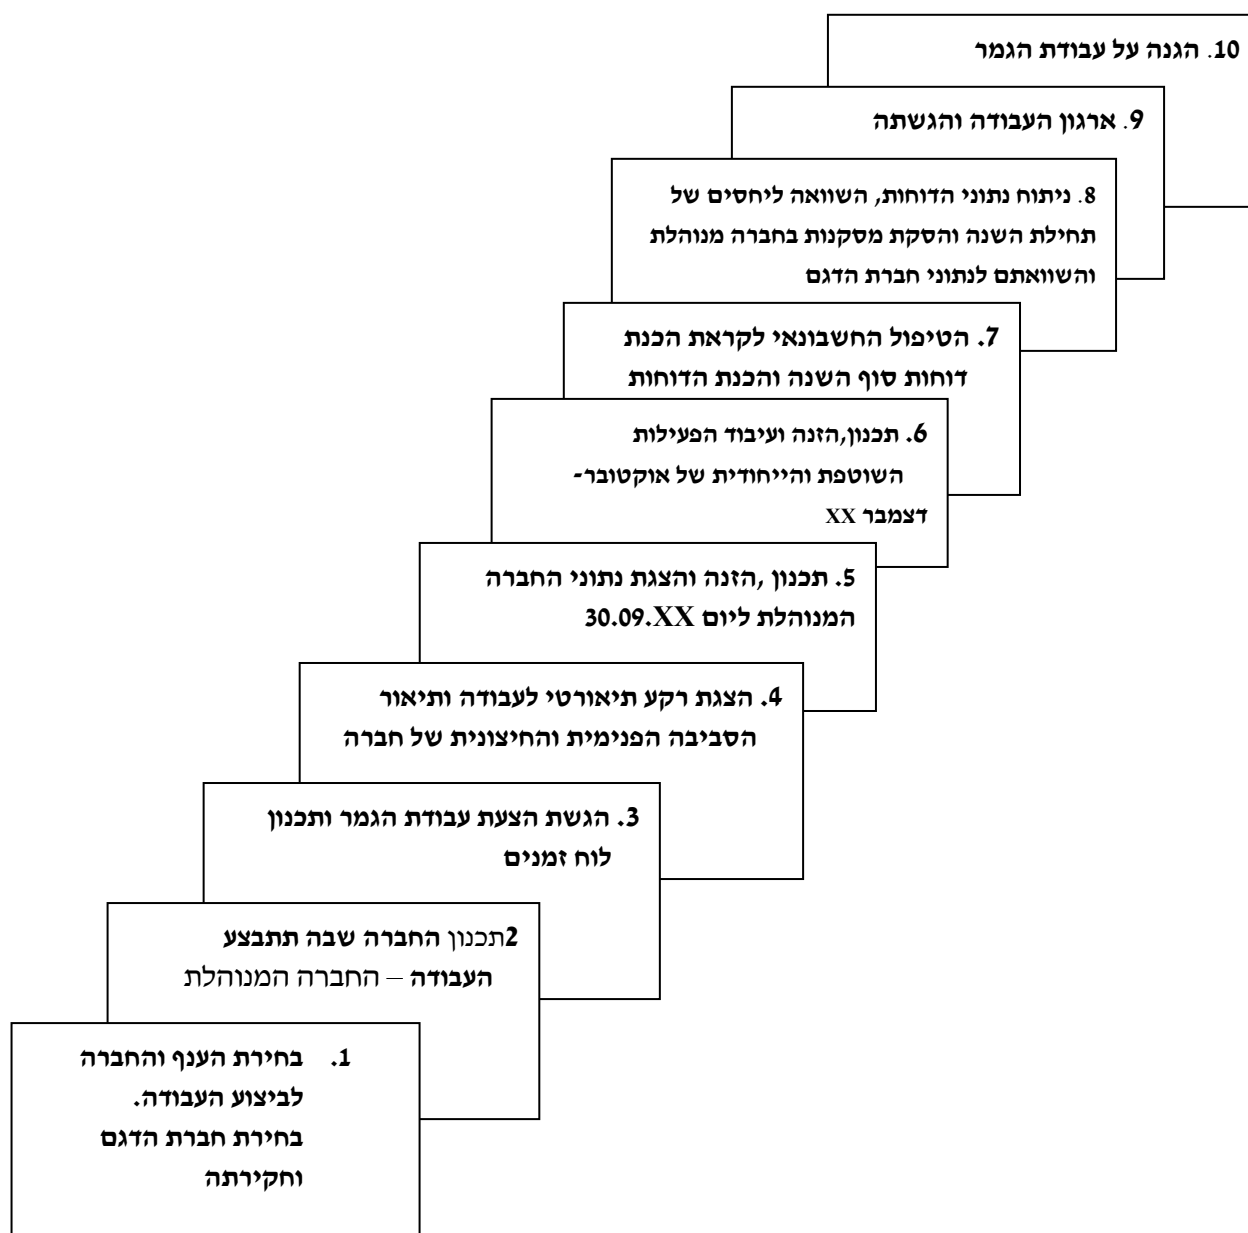 10. הגנה על עבודת הגמר
9. ארגון העבודה והגשתה
8. ניתוח נתוני הדוחות, השוואה ליחסים של
תחילת השנה והסקת מסקנות בחברה מנוהלת
והשוואתם לנתוני חברת הדגם
7. הטיפול החשבונאי לקראת הכנת
דוחות סוף השנה והכנת הדוחות
6. תכנון,הזנה ועיבוד הפעילות
השוטפת והייחודית של אוקטובר-
דצמבר XX
5. תכנון ,הזנה והצגת נתוני החברה
המנוהלת ליום 30.09.XX
4. הצגת רקע תיאורטי לעבודה ותיאור
הסביבה הפנימית והחיצונית של חברה
3. הגשת הצעת עבודת הגמר ותכנון
לוח זמנים
2תכנון החברה שבה תתבצע
העבודה – החברה המנוהלת
1. בחירת הענף והחברה
לביצוע העבודה.
בחירת חברת הדגם
וחקירתה